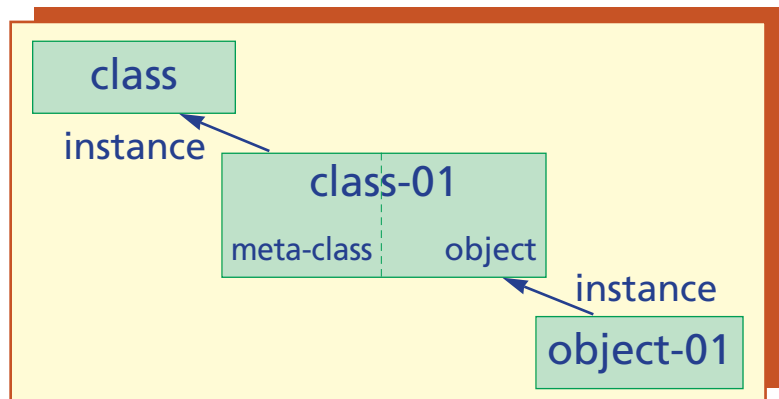 class
instance
class-01
meta-class object
instance
object-01